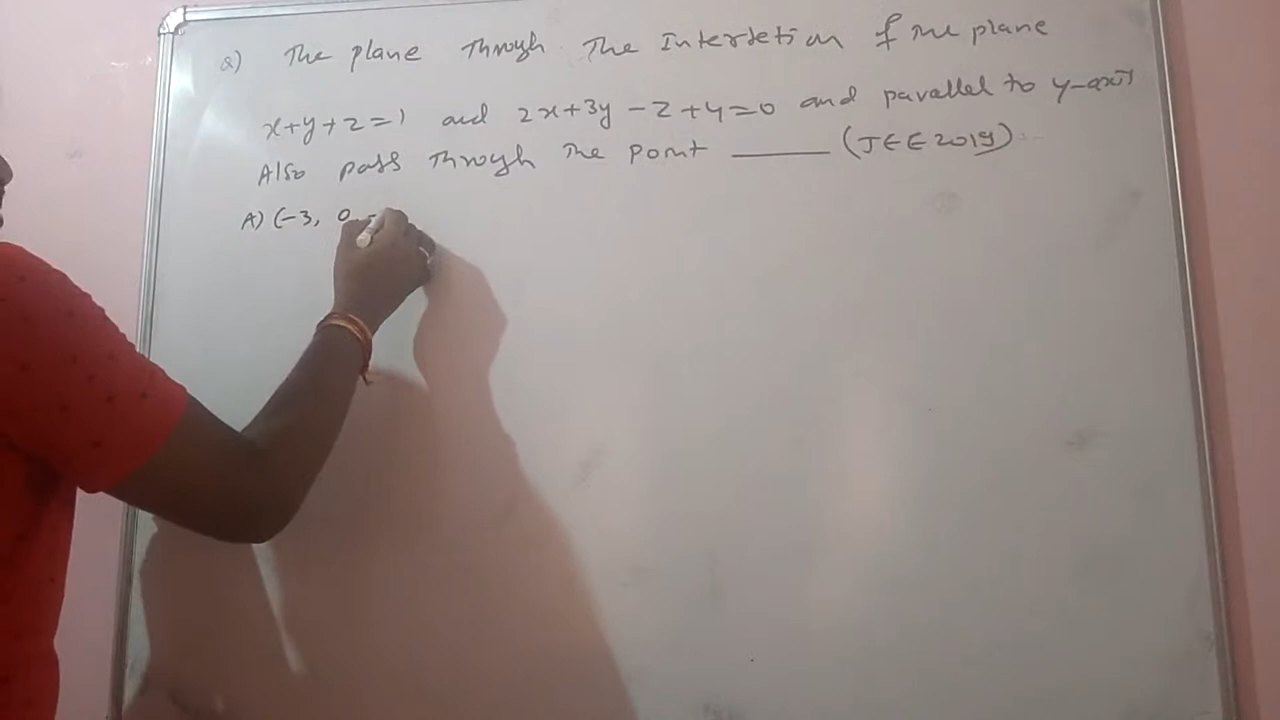 Q) The plane Through The Intersetion of the plane
x+y+z=1 and 2x+3y-z+4=0 and parallel to y-axis
Also pass Through The point ______ (JEE 2019)
A) (-3, 0, -